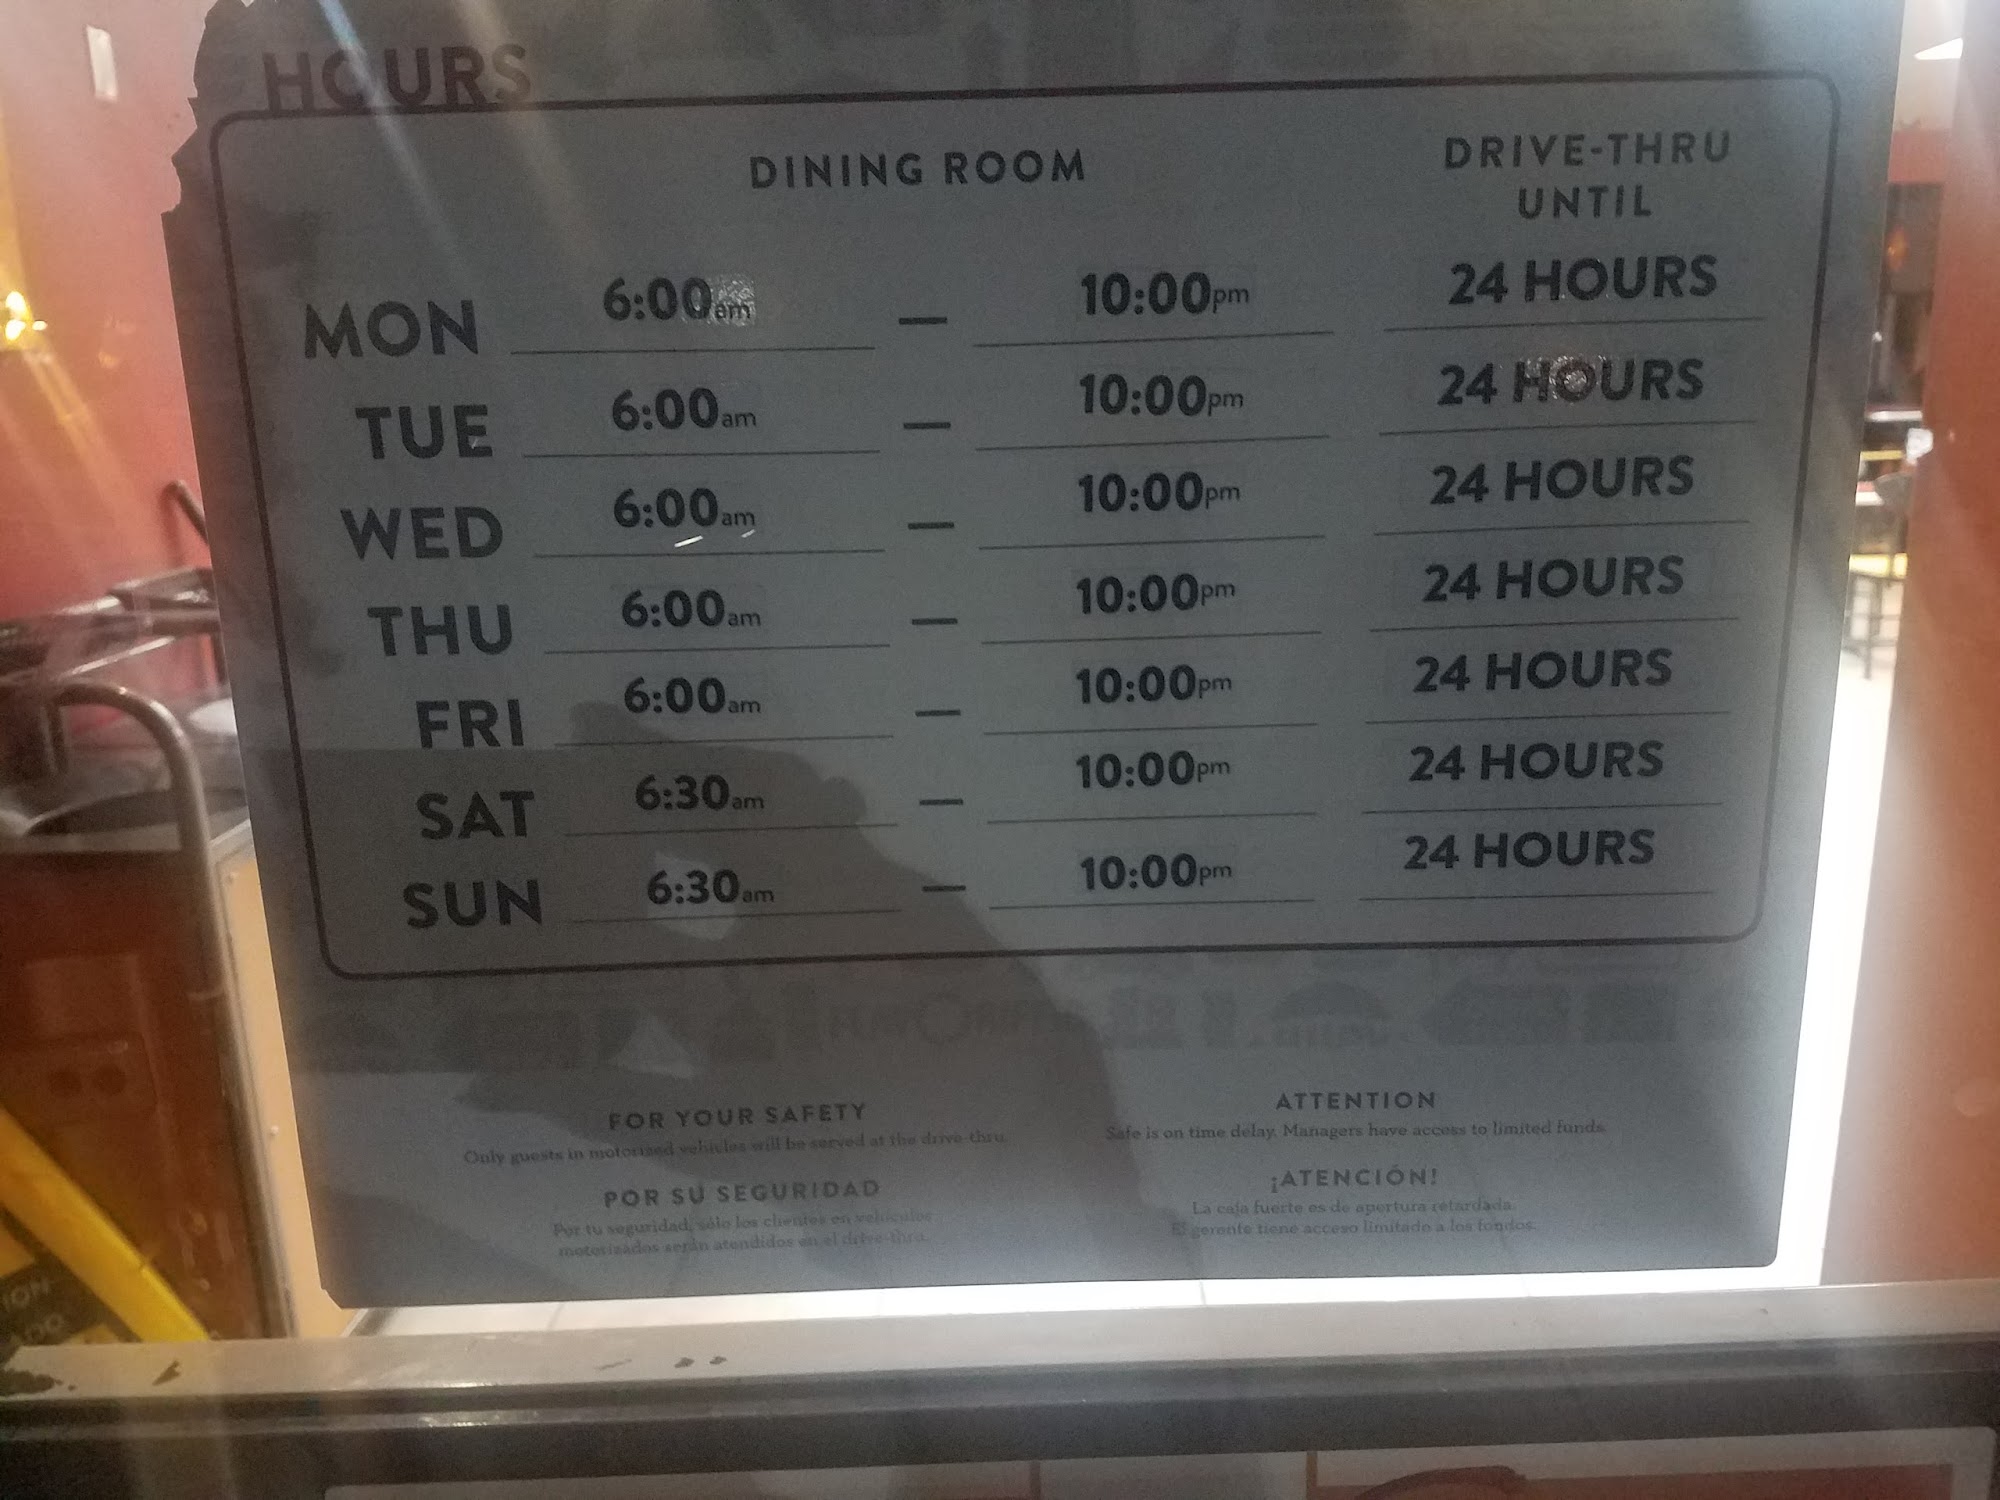 HOURS
DINING ROOM
DRIVE-THRU
UNTIL
MON 6:00am — 10:00pm 24 HOURS
TUE 6:00am — 10:00pm 24 HOURS
WED 6:00am — 10:00pm 24 HOURS
THU 6:00am — 10:00pm 24 HOURS
FRI 6:00am — 10:00pm 24 HOURS
SAT 6:30am — 10:00pm 24 HOURS
SUN 6:30am — 10:00pm 24 HOURS
FOR YOUR SAFETY
Only guests in motorized vehicles will be served at the drive-thru.
POR SU SEGURIDAD
Por tu seguridad, sólo los clientes en vehículos
motorizados serán atendidos en el drive-thru.
ATTENTION
Safe is on time delay. Managers have access to limited funds.
¡ATENCIÓN!
La caja fuerte es de apertura retardada.
El gerente tiene acceso limitado a los fondos.